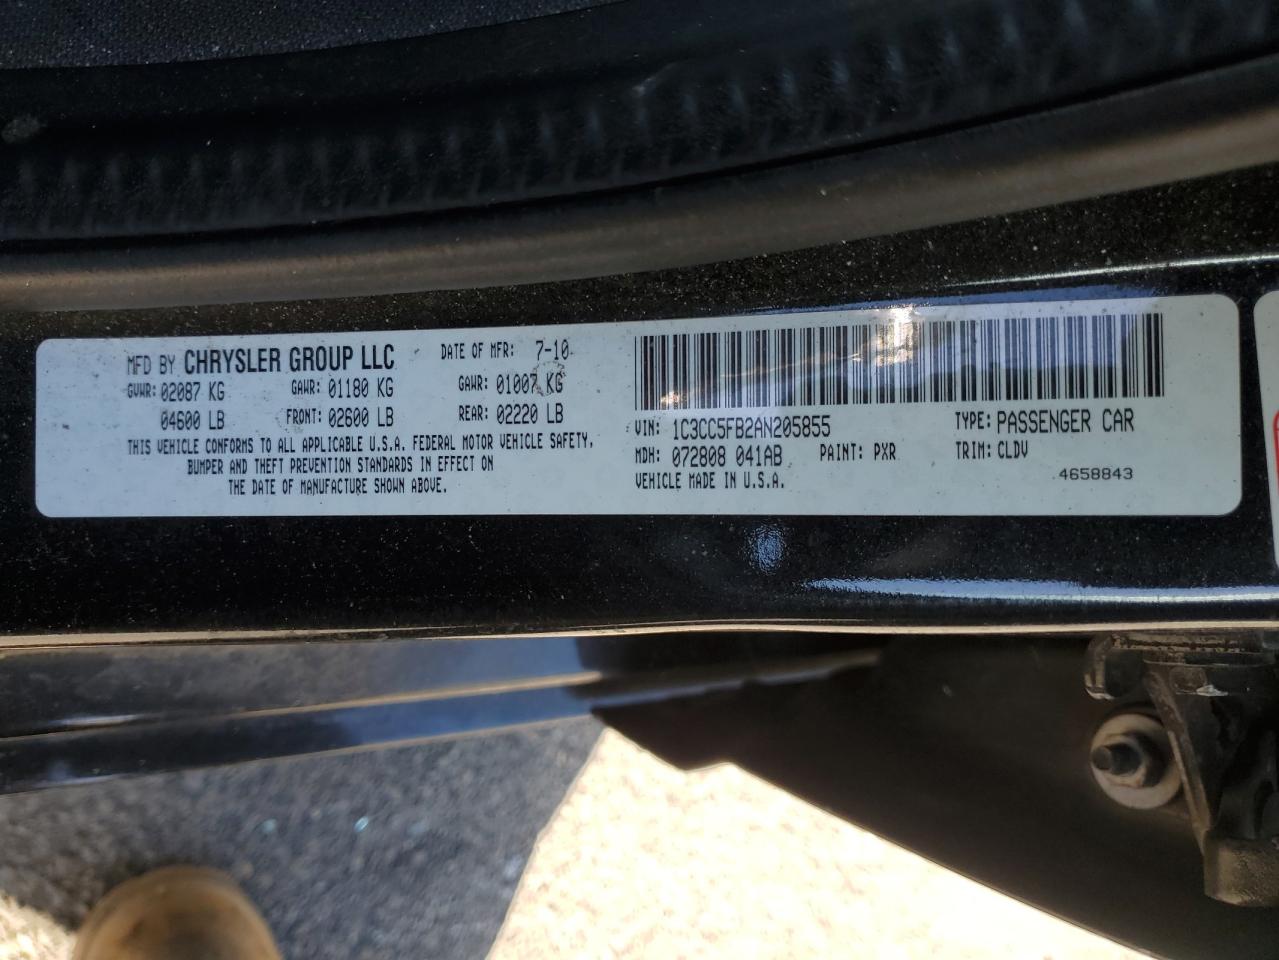 MFD BY CHRYSLER GROUP LLC DATE OF MFR: 7-10
GVWR: 02087 KG GAWR: 01180 KG GAWR: 01007 KG
04600 LB FRONT: 02600 LB REAR: 02220 LB
THIS VEHICLE CONFORMS TO ALL APPLICABLE U.S.A. FEDERAL MOTOR VEHICLE SAFETY,
BUMPER AND THEFT PREVENTION STANDARDS IN EFFECT ON
THE DATE OF MANUFACTURE SHOWN ABOVE.
VIN: 1C3CC5FB2AN205855 TYPE: PASSENGER CAR
MDH: 072808 041AB PAINT: PXR TRIM: CLDV
VEHICLE MADE IN U.S.A. 4658843